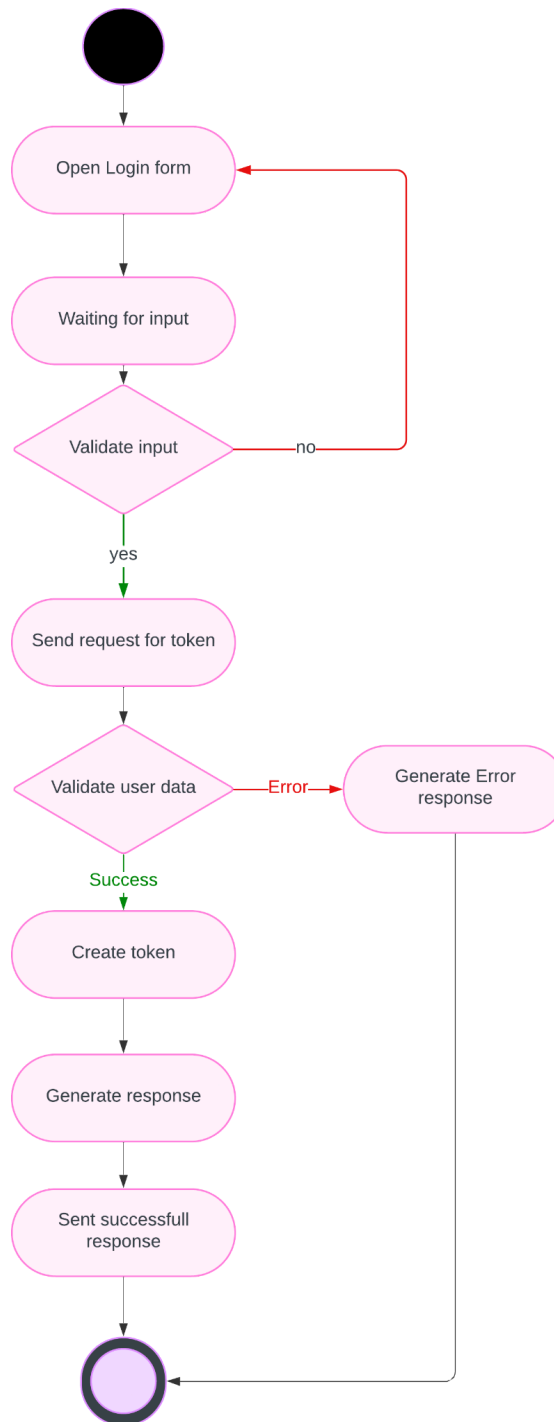 Open Login form
Waiting for input
Validate input
no
yes
Send request for token
Validate user data
Error
Generate Error
response
Success
Create token
Generate response
Sent successfull
response